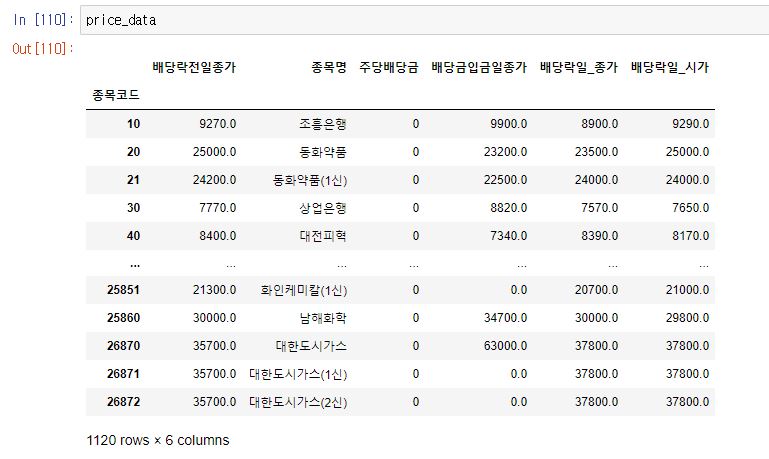 In [110]: price_data
Out[110]:
배당락전일종가 종목명 주당배당금 배당금입금일종가 배당락일_종가 배당락일_시가
종목코드
10 9270.0 조흥은행 0 9900.0 8900.0 9290.0
20 25000.0 동화약품 0 23200.0 23500.0 25000.0
21 24200.0 동화약품(1신) 0 22500.0 24000.0 24000.0
30 7770.0 상업은행 0 8820.0 7570.0 7650.0
40 8400.0 대전피혁 0 7340.0 8390.0 8170.0
... ... ... ... ... ... ...
25851 21300.0 화인케미칼(1신) 0 0.0 20700.0 21000.0
25860 30000.0 남해화학 0 34700.0 30000.0 29800.0
26870 35700.0 대한도시가스 0 63000.0 37800.0 37800.0
26871 35700.0 대한도시가스(1신) 0 0.0 37800.0 37800.0
26872 35700.0 대한도시가스(2신) 0 0.0 37800.0 37800.0
1120 rows × 6 columns